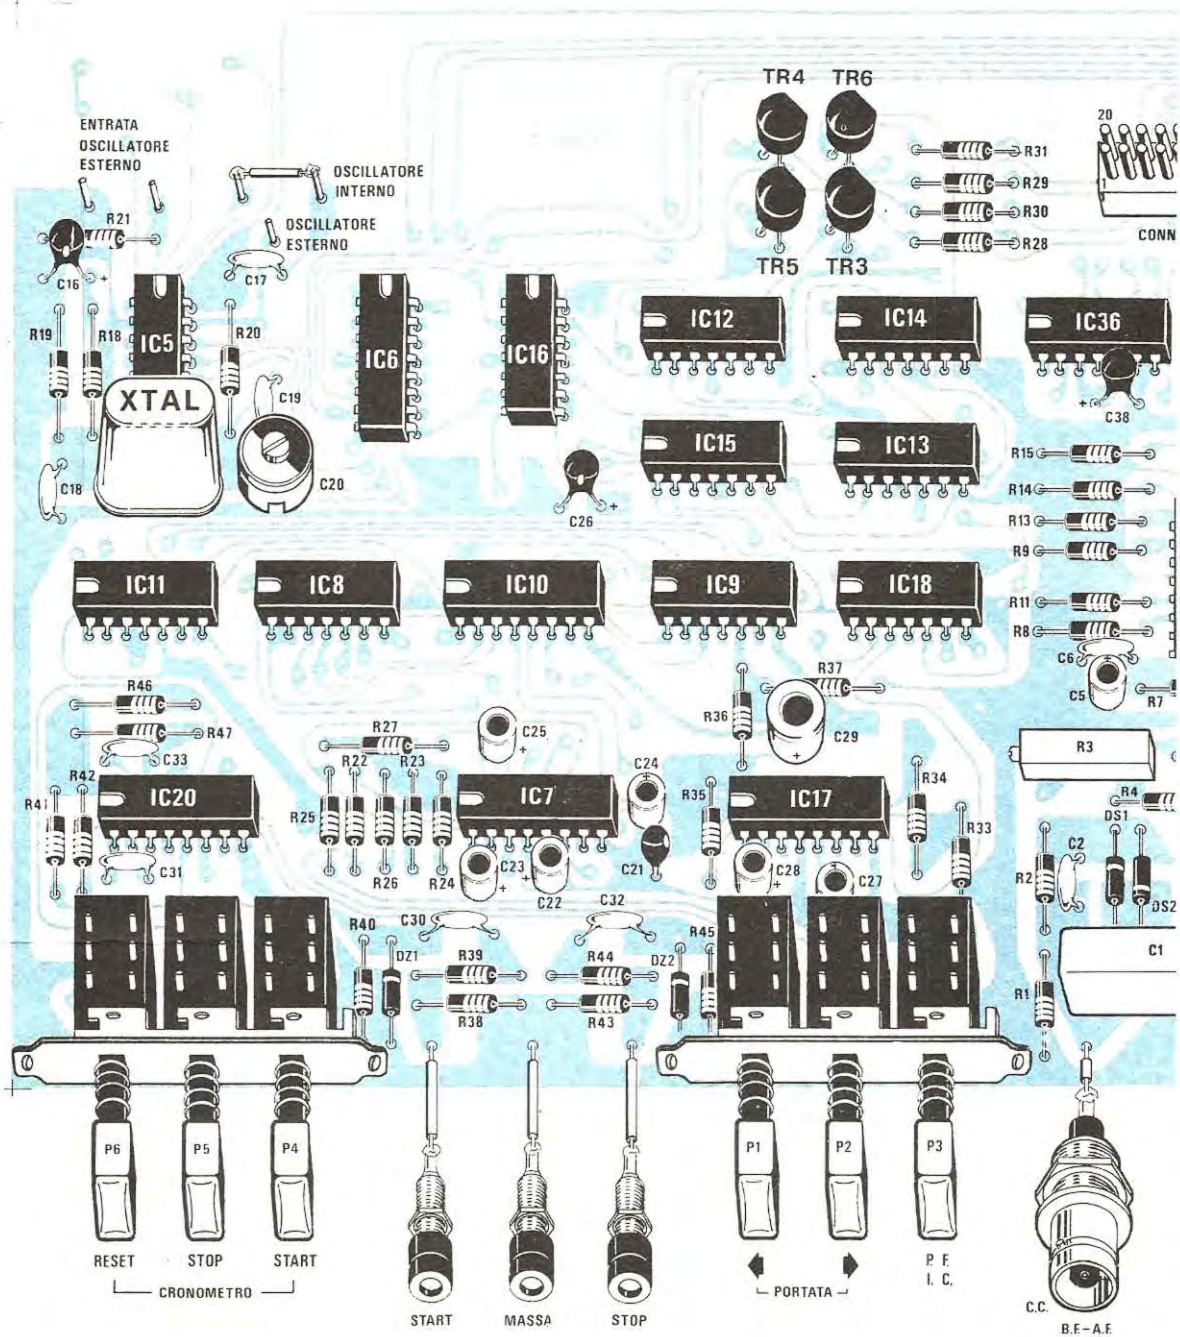 TR4 TR6
20
ENTRATA
OSCILLATORE
ESTERNO
OSCILLATORE
INTERNO
R31
R29
R30
R28
1
R21
OSCILLATORE
ESTERNO
CONN
C16 +
C17
TR5 TR3
R19 R18 IC5 R20 IC6 IC16 IC12 IC14 IC36
XTAL
C19
+ C38
C18
C20
IC15 IC13
R15
R14
C26 +
R13
R9
IC11 IC8 IC10 IC9 IC18
R11
R8
C6
C5 +
R7
R46
R47
C33
R27
C25 +
R36
R37
C29 +
R3
R42
R41
IC20
R22 R23
R25
IC7
C24 +
R35
IC17
R34
R33
R4
DS1
C2
R2
DS2
C31
R26 R24
C23 +
C22 +
C21
C28 +
C27 +
C30
C32
R40
DZ1
R39
R38
R44
R43
DZ2
R45
C1
R1
P6 P5 P4
P1 P2 P3
RESET STOP START
CRONOMETRO
START MASSA STOP
PORTATA
P. F.
I. C.
C.C.
B.F.-A.F.